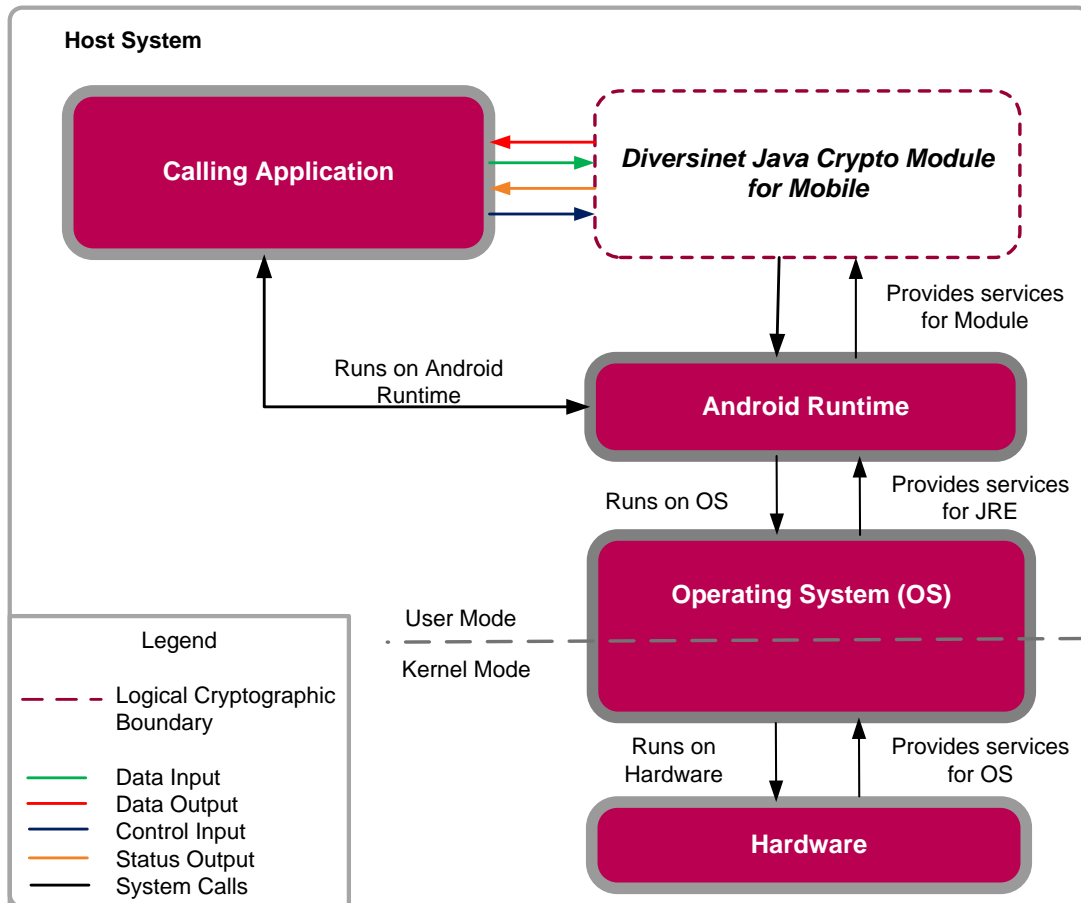 Host System
Calling Application
Diversinet Java Crypto Module
for Mobile
Provides services
for Module
Runs on Android
Runtime
Android Runtime
Runs on OS
Provides services
for JRE
Operating System (OS)
User Mode
Kernel Mode
Runs on
Hardware
Provides services
for OS
Hardware
Legend
Logical Cryptographic
Boundary
Data Input
Data Output
Control Input
Status Output
System Calls